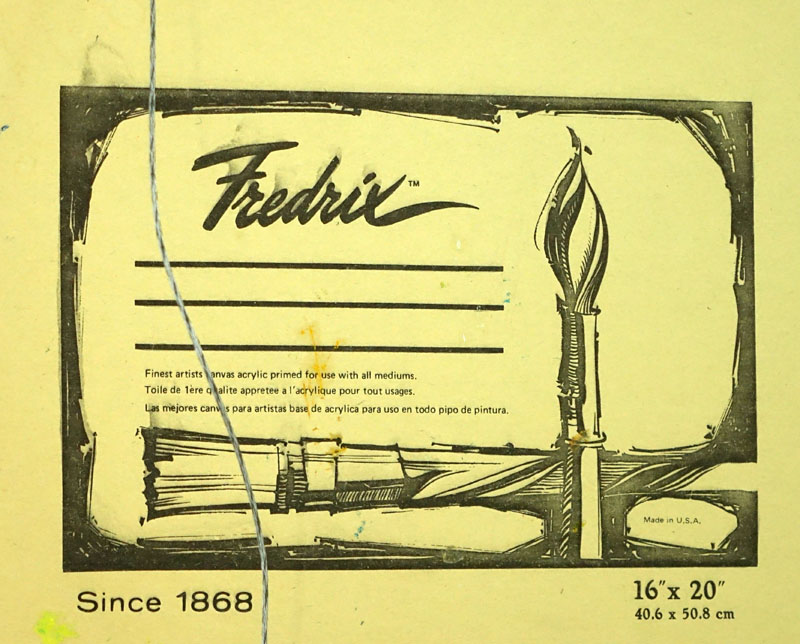 Fredrix™
Finest artists canvas acrylic primed for use with all mediums.
Toile de 1ère qualite appretee a l'acrylique pour tout usages.
Las mejores canvas para artistas base de acrylica para uso en todo pipo de pintura.
Made in U.S.A.
Since 1868
16″x 20″
40.6 x 50.8 cm